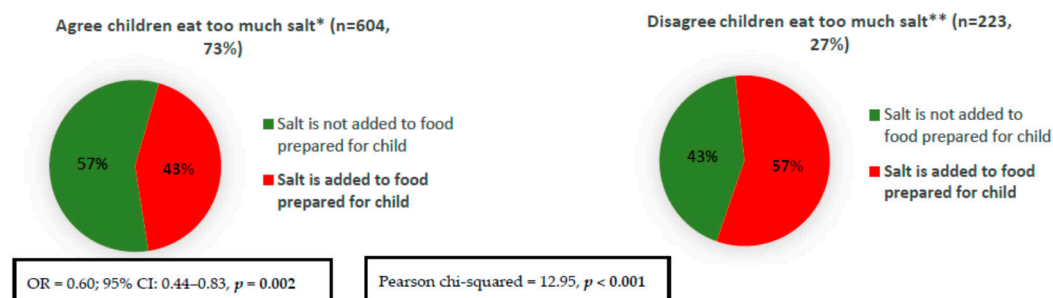 Agree children eat too much salt* (n=604,
73%)
57%
43%
Salt is not added to food
prepared for child
Salt is added to food
prepared for child
Disagree children eat too much salt** (n=223,
27%)
43%
57%
Salt is not added to
food prepared for child
Salt is added to food
prepared for child
OR = 0.60; 95% CI: 0.44–0.83, p = 0.002
Pearson chi-squared = 12.95, p < 0.001